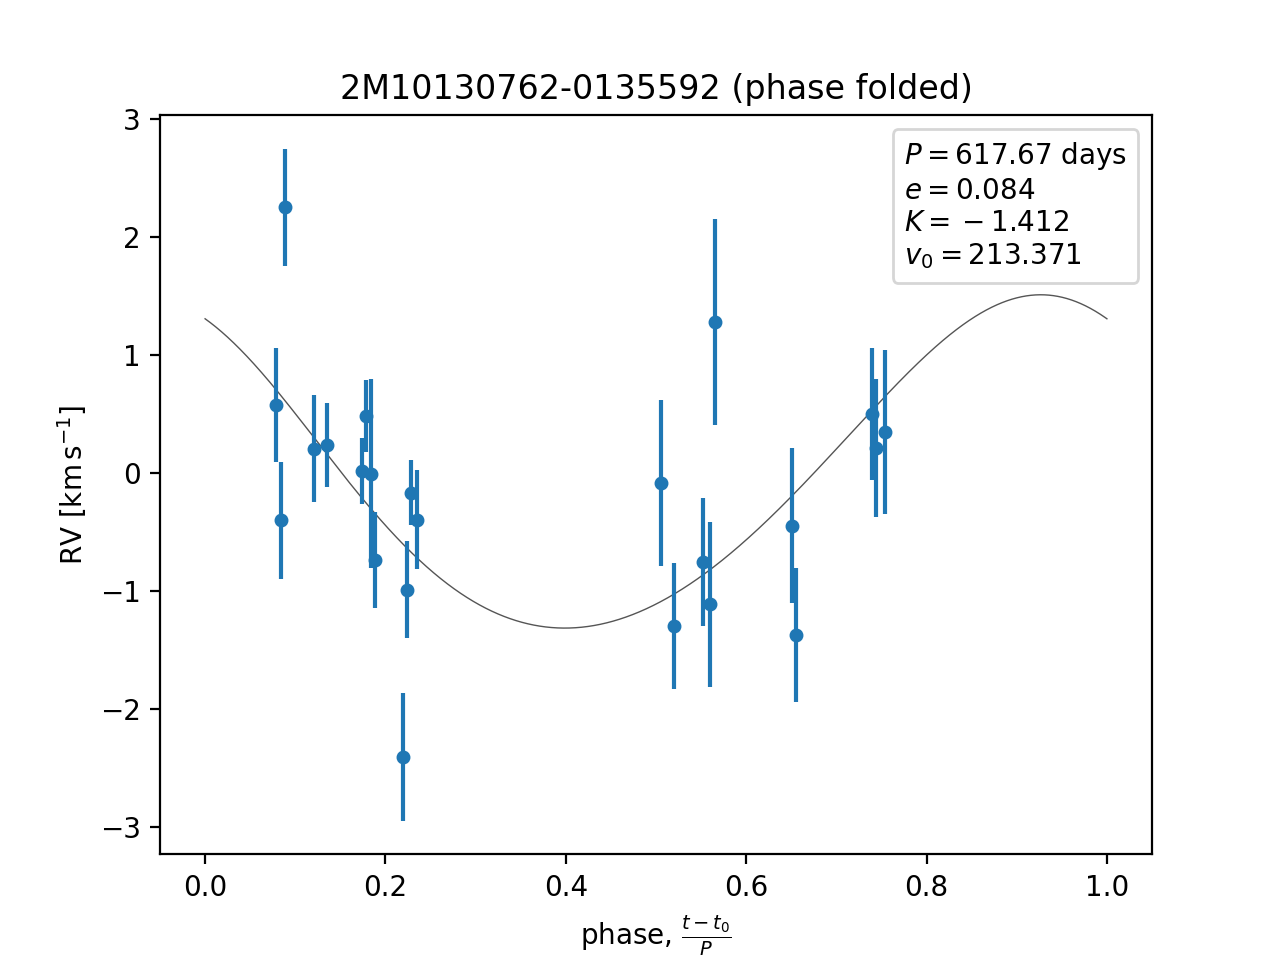 2M10130762-0135592 (phase folded)
P = 617.67 days
e = 0.084
K = −1.412
v₀ = 213.371
3
2
1
0
−1
−2
−3
RV [km s⁻¹]
0.0 0.2 0.4 0.6 0.8 1.0
phase, (t − t₀)/P